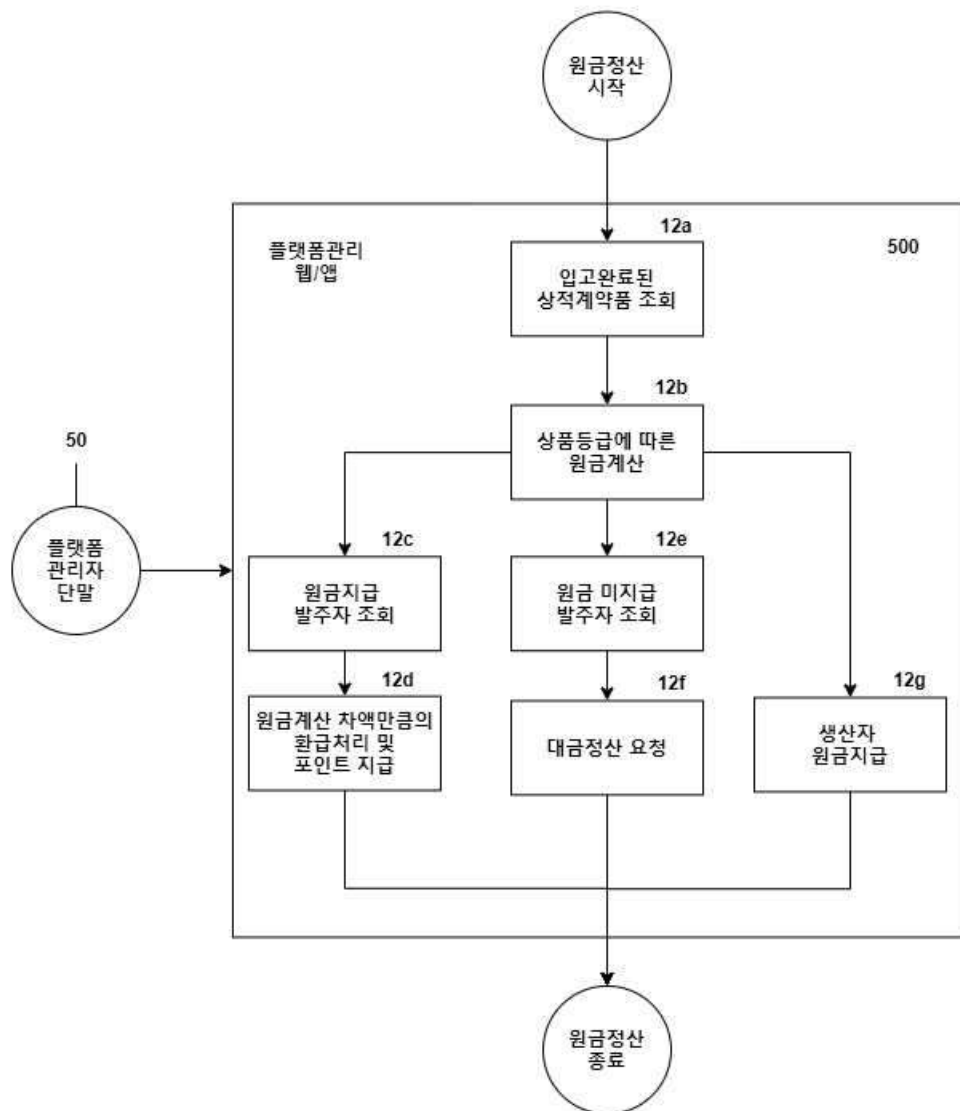 원금정산
시작
12a
500
플랫폼관리
웹/앱
입고완료된
상적계약품 조회
12b
상품등급에 따른
원금계산
50
플랫폼
관리자
단말
12c
원금지급
발주자 조회
12e
원금 미지급
발주자 조회
12d
원금계산 차액만큼의
환급처리 및
포인트 지급
12f
대금정산 요청
12g
생산자
원금지급
원금정산
종료